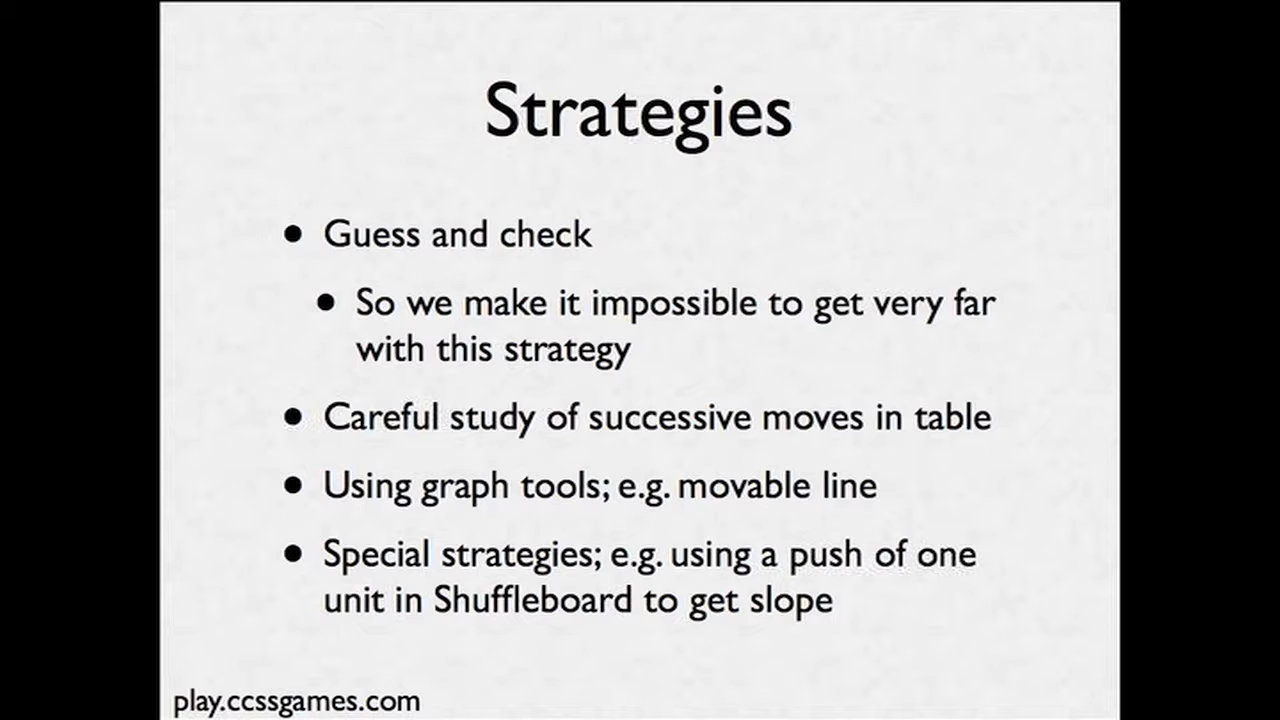 Strategies
• Guess and check
• So we make it impossible to get very far
with this strategy
• Careful study of successive moves in table
• Using graph tools; e.g. movable line
• Special strategies; e.g. using a push of one
unit in Shuffleboard to get slope
play.ccssgames.com